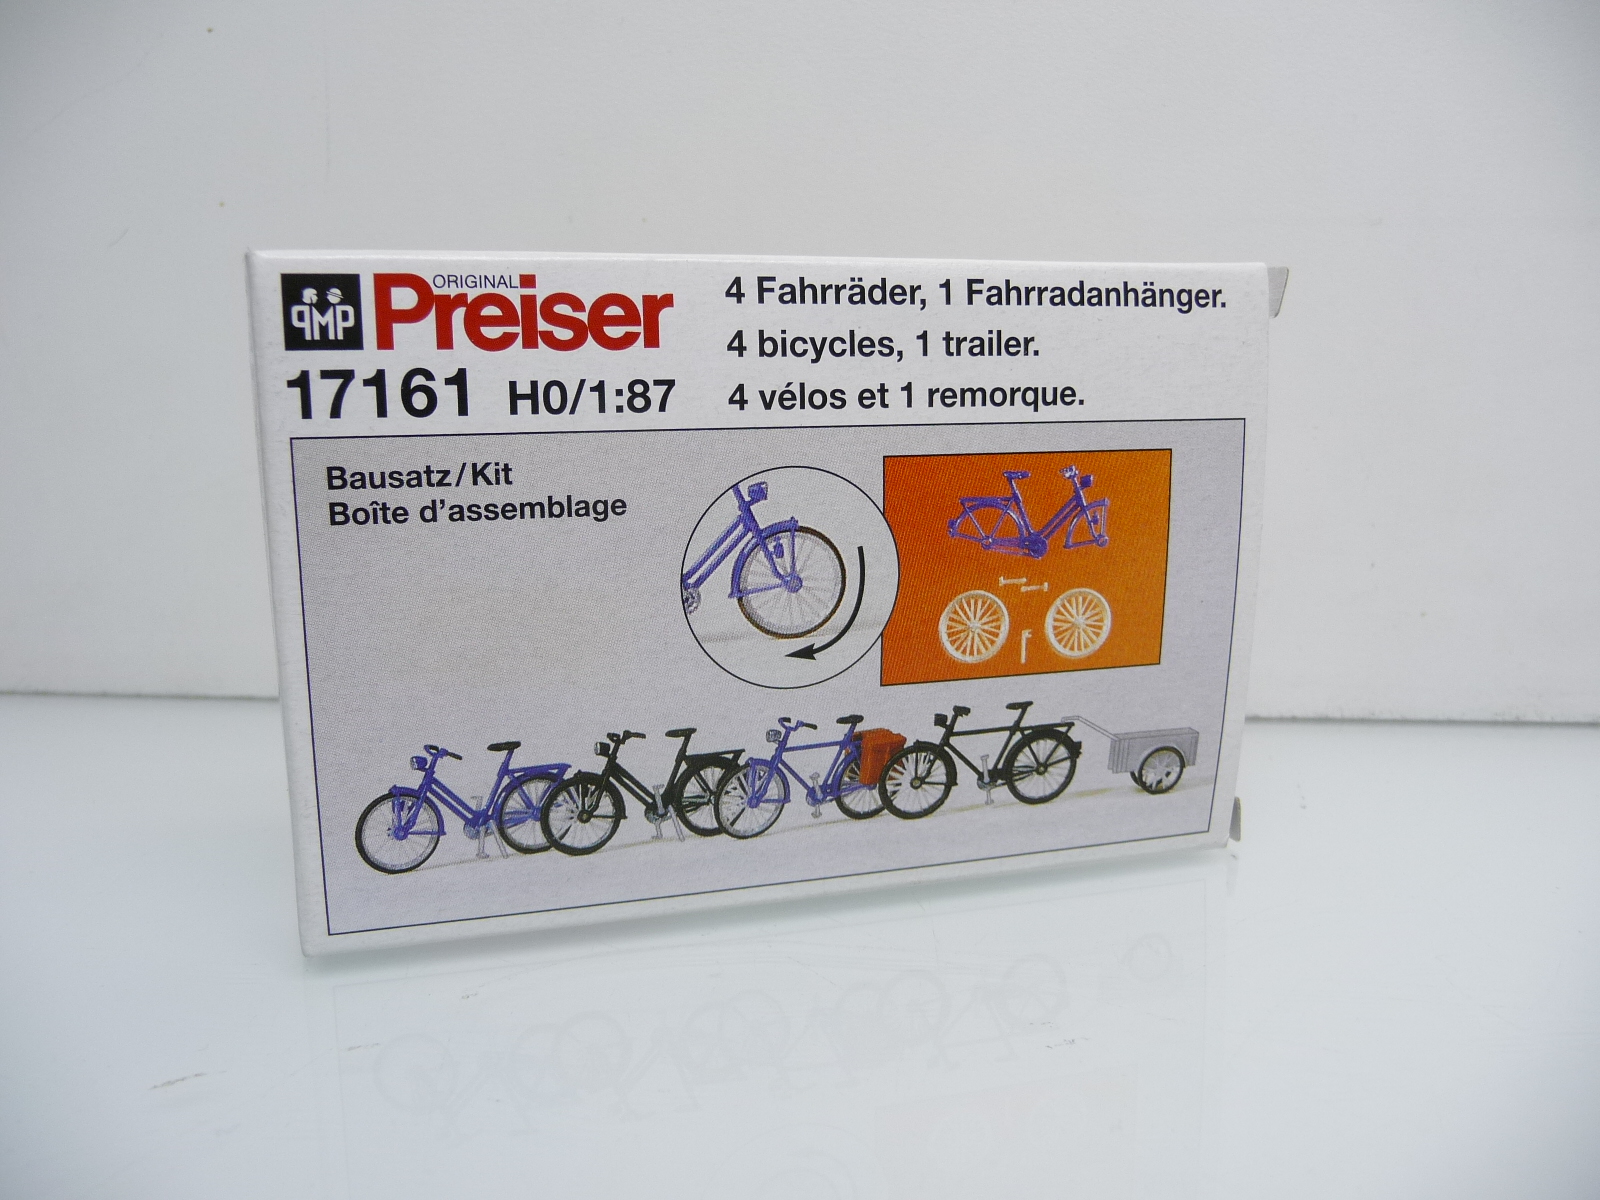 PMP
ORIGINAL
Preiser
17161 H0/1:87
4 Fahrräder, 1 Fahrradanhänger.
4 bicycles, 1 trailer.
4 vélos et 1 remorque.
Bausatz/Kit
Boîte d'assemblage